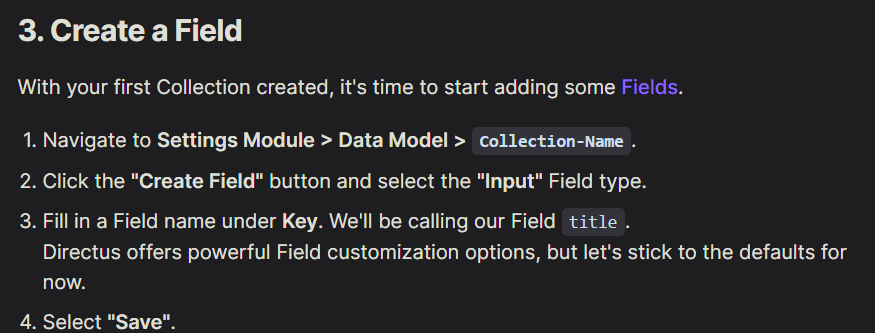 3. Create a Field
With your first Collection created, it's time to start adding some Fields.
1. Navigate to Settings Module > Data Model > Collection-Name.
2. Click the "Create Field" button and select the "Input" Field type.
3. Fill in a Field name under Key. We'll be calling our Field title.
Directus offers powerful Field customization options, but let's stick to the defaults for
now.
4. Select "Save".